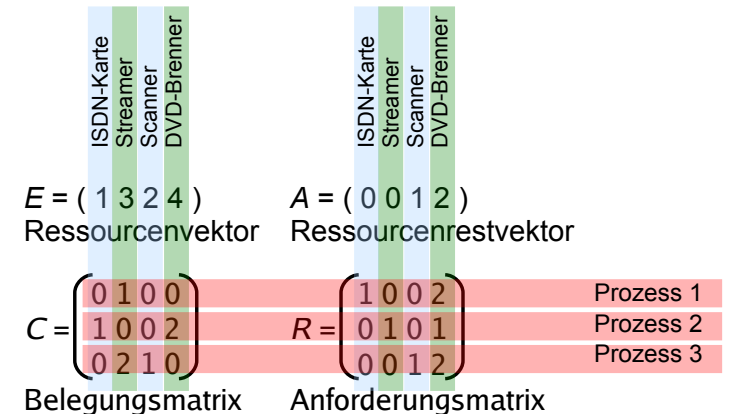 ISDN-Karte Streamer Scanner DVD-Brenner ISDN-Karte Streamer Scanner DVD-Brenner
E = ( 1 3 2 4 ) A = ( 0 0 1 2 )
Ressourcenvektor Ressourcenrestvektor
0 1 0 0 1 0 0 2 Prozess 1
C = 1 0 0 2 R = 0 1 0 1 Prozess 2
0 2 1 0 0 0 1 2 Prozess 3
Belegungsmatrix Anforderungsmatrix